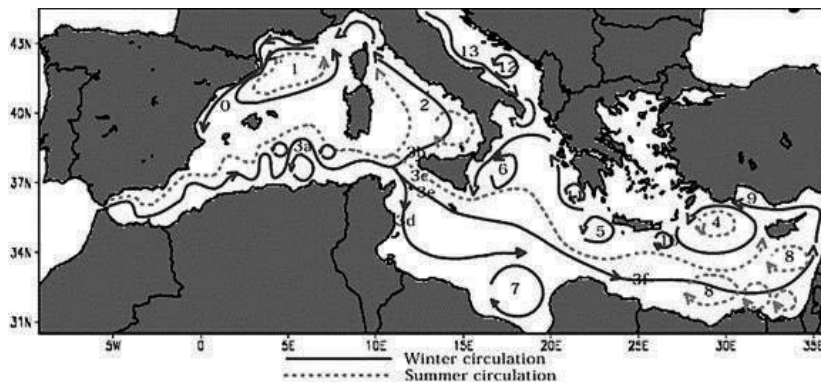 43N
40N
37N
34N
31N
5W 0 5E 10E 15E 20E 25E 30E 35E
13
12
1
0
2
3a
3b
3c
3e
6
3d
5
4
9
7
3f
8
8
Winter circulation
Summer circulation